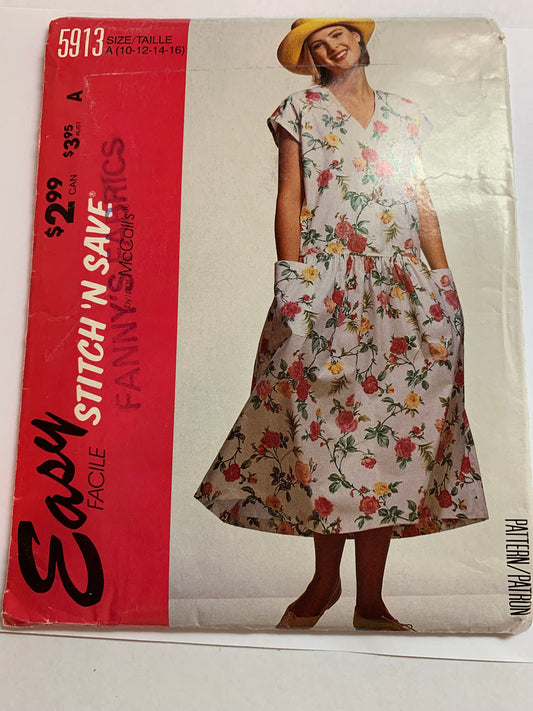 5913 SIZE/TAILLE
A (10-12-14-16)
A
$3.95 AUST
$2.99 CAN
STITCH 'N SAVE®
by McCall's
FANNY'S FABRICS
Easy
FACILE
PATTERN/PATRON